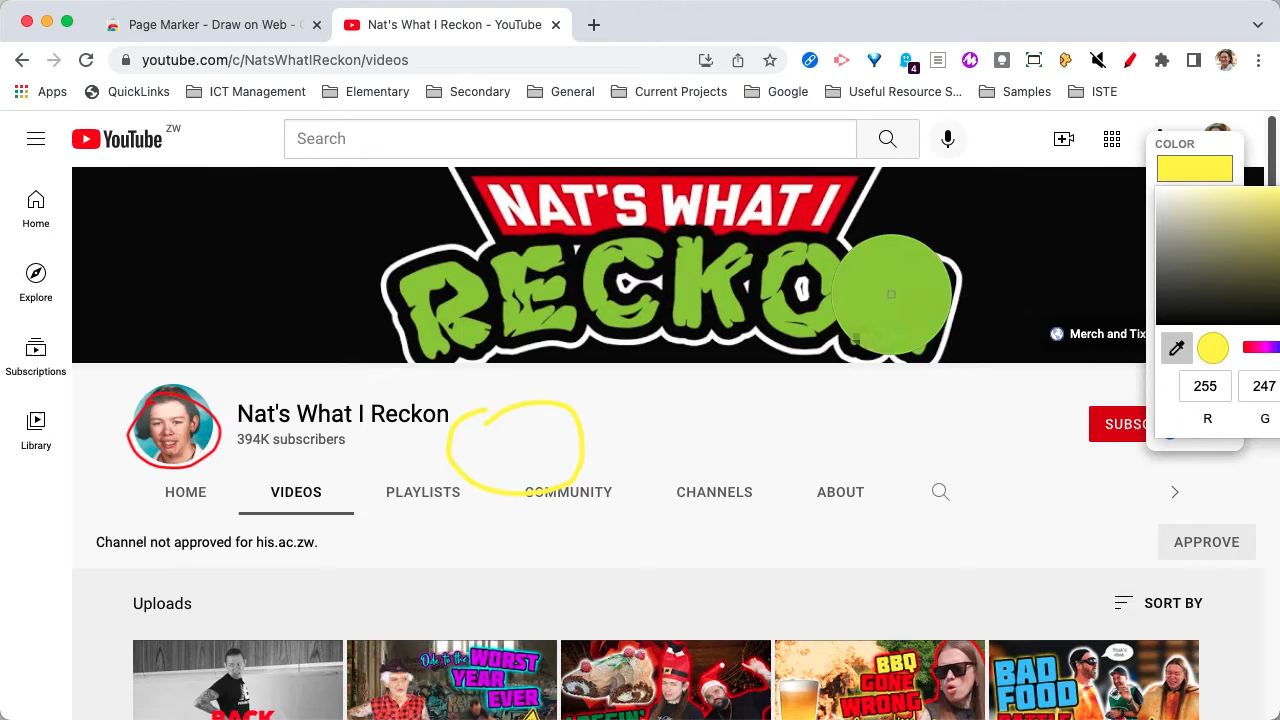 Page Marker - Draw on Web -
Nat's What I Reckon - YouTube
youtube.com/c/NatsWhatIReckon/videos
4
Apps
QuickLinks
ICT Management
Elementary
Secondary
General
Current Projects
Google
Useful Resource S...
Samples
ISTE
YouTube
ZW
Search
COLOR
NAT'S WHAT I
RECKO
Merch and Tix
255
247
R
G
Home
Explore
Subscriptions
Library
Nat's What I Reckon
394K subscribers
SUBSC
HOME
VIDEOS
PLAYLISTS
COMMUNITY
CHANNELS
ABOUT
Channel not approved for his.ac.zw.
APPROVE
Uploads
SORT BY
Ode to the WORST
YEAR
EVER
BBQ
GONE
WRONG
BAD
FOOD